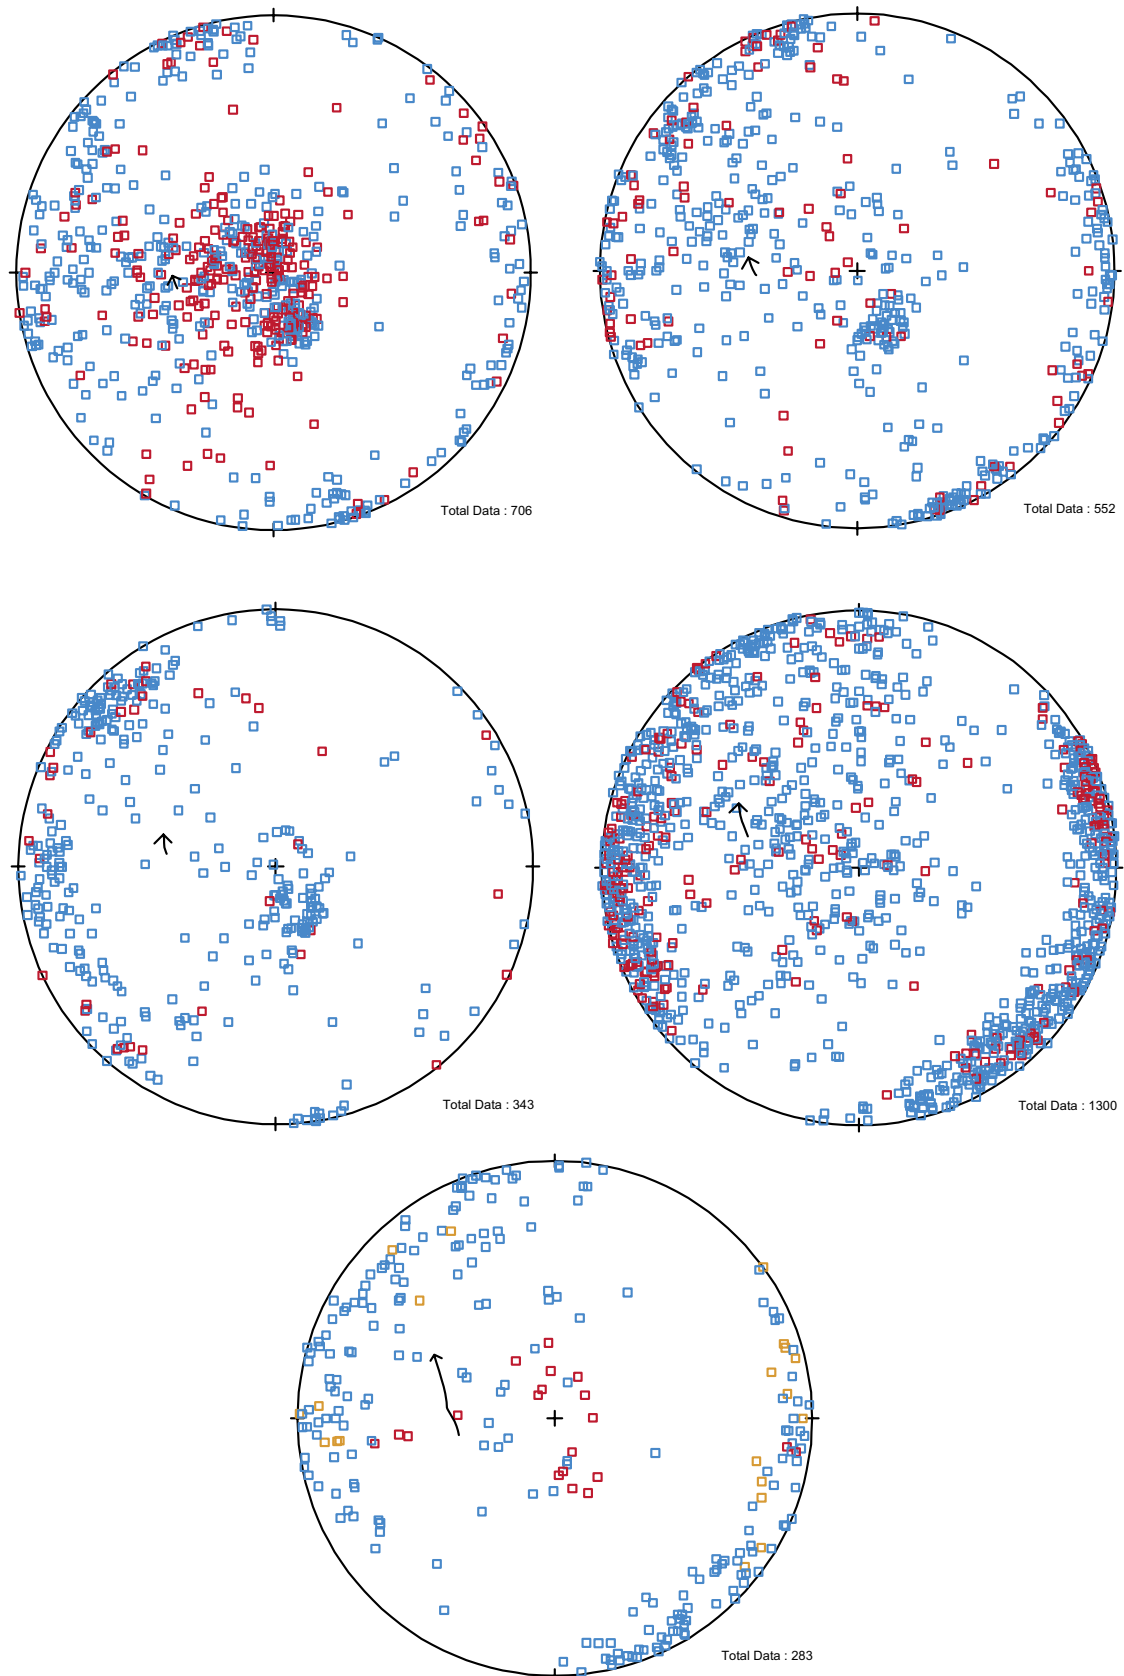 Total Data : 706
Total Data : 552
Total Data : 343
Total Data : 1300
Total Data : 283